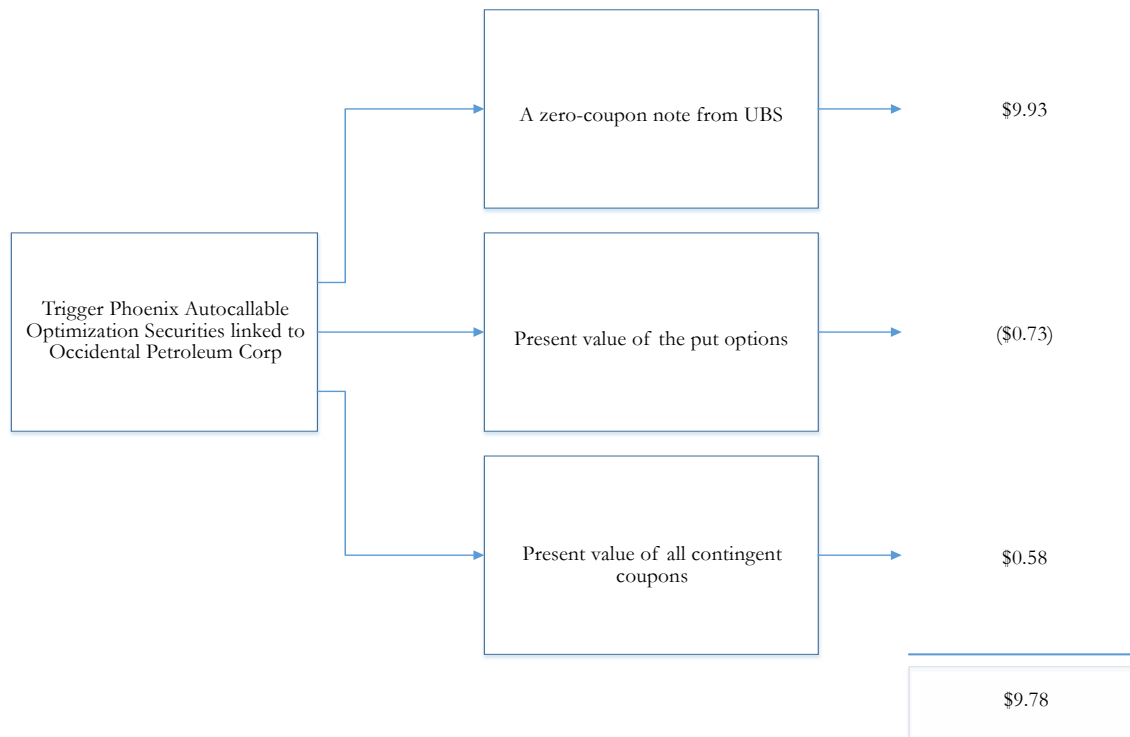 A zero-coupon note from UBS
$9.93
Trigger Phoenix Autocallable
Optimization Securities linked to
Occidental Petroleum Corp
Present value of the put options
($0.73)
Present value of all contingent
coupons
$0.58
$9.78